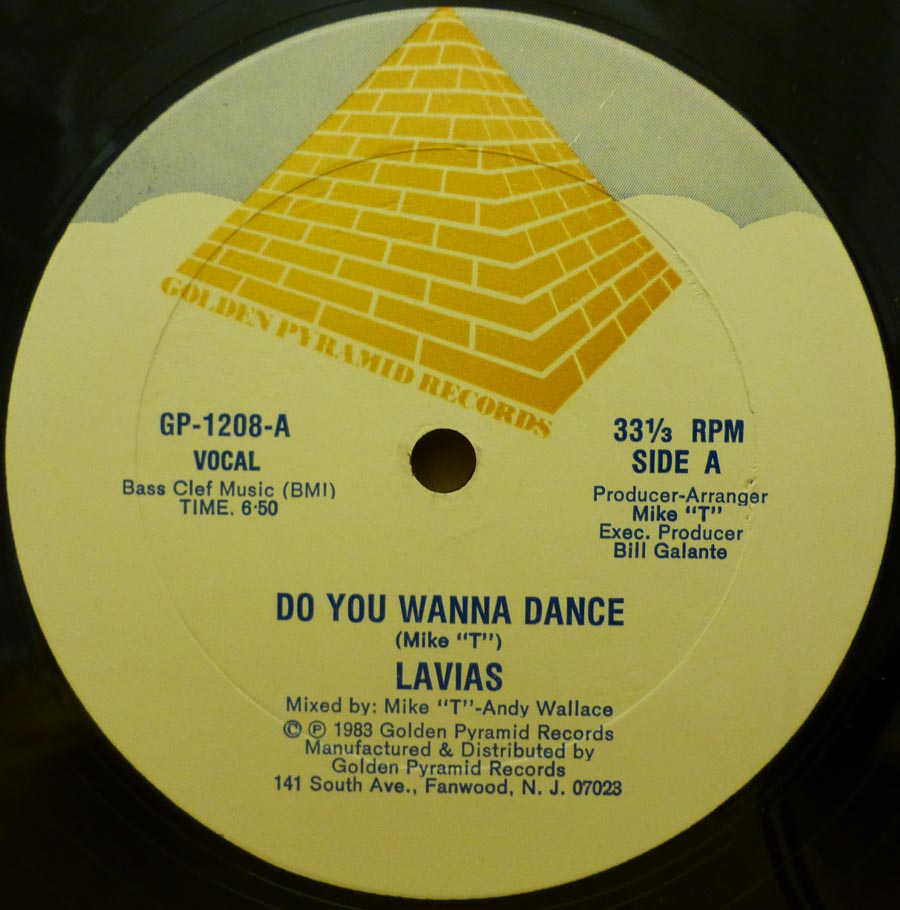 GOLDEN PYRAMID RECORDS
GP-1208-A
VOCAL
Bass Clef Music (BMI)
TIME. 6·50
33⅓ RPM
SIDE A
Producer-Arranger
Mike “T”
Exec. Producer
Bill Galante
DO YOU WANNA DANCE
(Mike “T”)
LAVIAS
Mixed by: Mike “T”-Andy Wallace
© ℗ 1983 Golden Pyramid Records
Manufactured & Distributed by
Golden Pyramid Records
141 South Ave., Fanwood, N. J. 07023